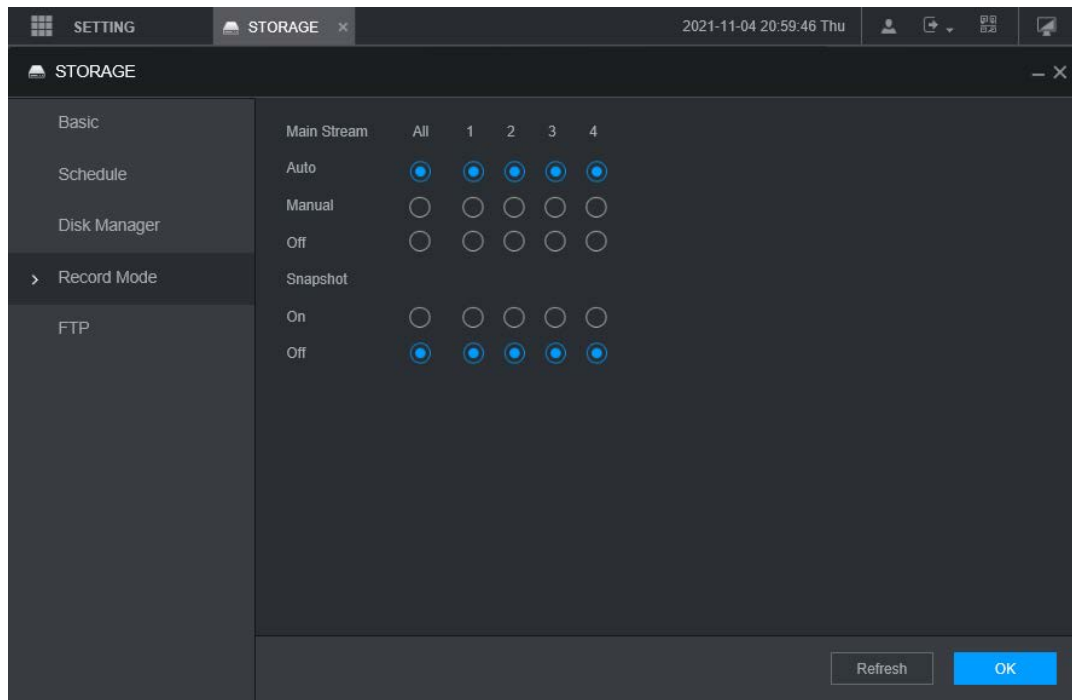 SETTING STORAGE × 2021-11-04 20:59:46 Thu
STORAGE
Basic
Schedule
Disk Manager
Record Mode
FTP
Main Stream All 1 2 3 4
Auto
Manual
Off
Snapshot
On
Off
Refresh OK